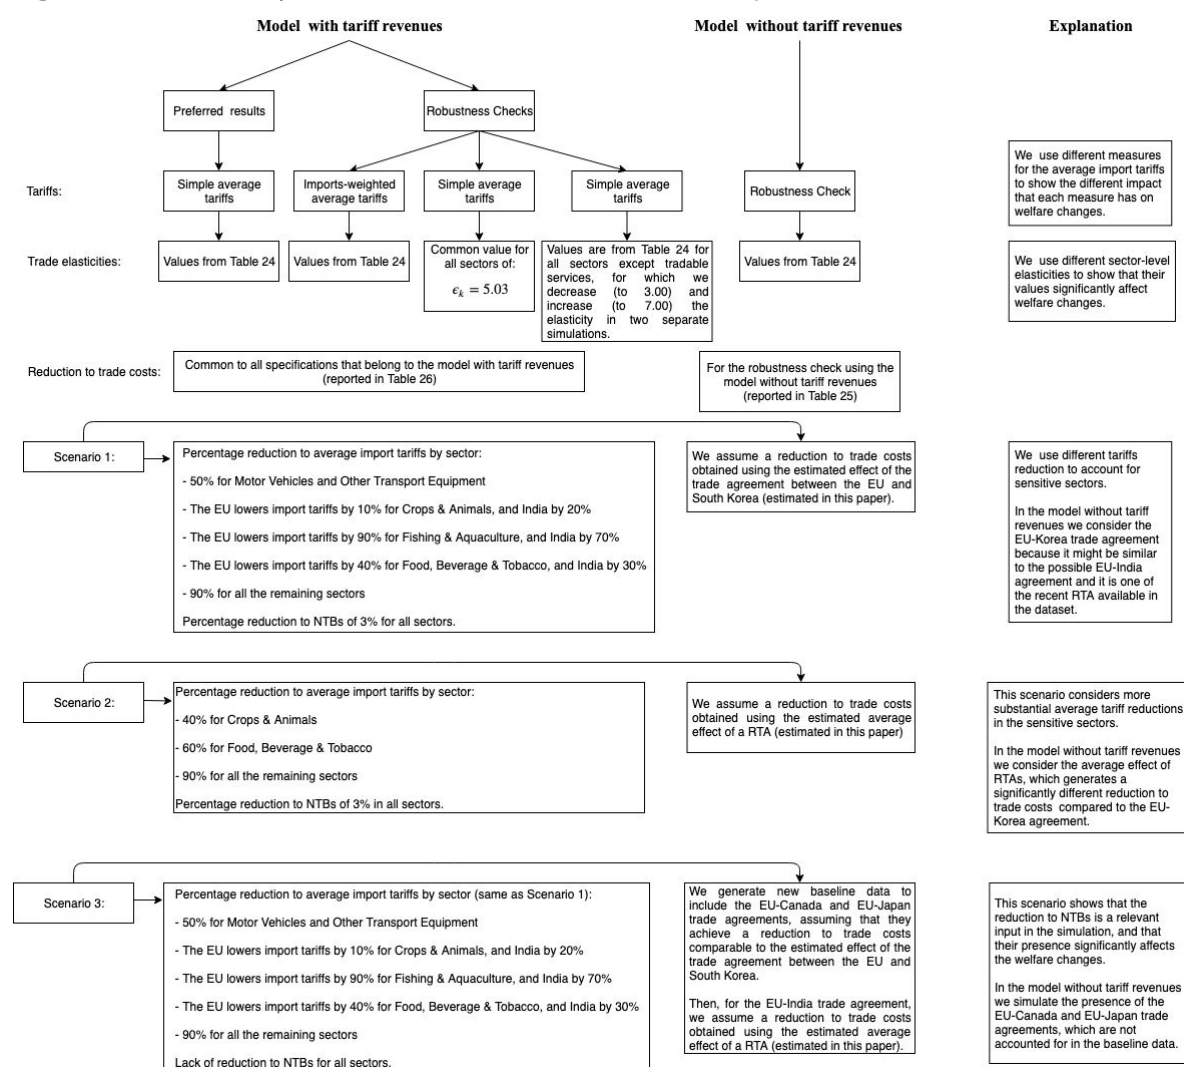 Model with tariff revenues
Model without tariff revenues
Explanation
Preferred results
Robustness Checks
Tariffs:
Simple average
tariffs
Imports-weighted
average tariffs
Simple average
tariffs
Simple average
tariffs
Robustness Check
We use different measures
for the average import tariffs
to show the different impact
that each measure has on
welfare changes.
Trade elasticities:
Values from Table 24
Values from Table 24
Common value for
all sectors of:
ϵk = 5.03
Values are from Table 24 for
all sectors except tradable
services, for which we
decrease (to 3.00) and
increase (to 7.00) the
elasticity in two separate
simulations.
Values from Table 24
We use different sector-level
elasticities to show that their
values significantly affect
welfare changes.
Reduction to trade costs:
Common to all specifications that belong to the model with tariff revenues
(reported in Table 26)
For the robustness check using the
model without tariff revenues
(reported in Table 25)
Scenario 1:
Percentage reduction to average import tariffs by sector:
- 50% for Motor Vehicles and Other Transport Equipment
- The EU lowers import tariffs by 10% for Crops & Animals, and India by 20%
- The EU lowers import tariffs by 90% for Fishing & Aquaculture, and India by 70%
- The EU lowers import tariffs by 40% for Food, Beverage & Tobacco, and India by 30%
- 90% for all the remaining sectors
Percentage reduction to NTBs of 3% for all sectors.
We assume a reduction to trade costs
obtained using the estimated effect of the
trade agreement between the EU and
South Korea (estimated in this paper).
We use different tariffs
reduction to account for
sensitive sectors.
In the model without tariff
revenues we consider the
EU-Korea trade agreement
because it might be similar
to the possible EU-India
agreement and it is one of
the recent RTA available in
the dataset.
Scenario 2:
Percentage reduction to average import tariffs by sector:
- 40% for Crops & Animals
- 60% for Food, Beverage & Tobacco
- 90% for all the remaining sectors
Percentage reduction to NTBs of 3% in all sectors.
We assume a reduction to trade costs
obtained using the estimated average
effect of a RTA (estimated in this paper)
This scenario considers more
substantial average tariff reductions
in the sensitive sectors.
In the model without tariff revenues
we consider the average effect of
RTAs, which generates a
significantly different reduction to
trade costs compared to the EU-
Korea agreement.
Scenario 3:
Percentage reduction to average import tariffs by sector (same as Scenario 1):
- 50% for Motor Vehicles and Other Transport Equipment
- The EU lowers import tariffs by 10% for Crops & Animals, and India by 20%
- The EU lowers import tariffs by 90% for Fishing & Aquaculture, and India by 70%
- The EU lowers import tariffs by 40% for Food, Beverage & Tobacco, and India by 30%
- 90% for all the remaining sectors
Lack of reduction to NTBs for all sectors.
We generate new baseline data to
include the EU-Canada and EU-Japan
trade agreements, assuming that they
achieve a reduction to trade costs
comparable to the estimated effect of the
trade agreement between the EU and
South Korea.
Then, for the EU-India trade agreement,
we assume a reduction to trade costs
obtained using the estimated average
effect of a RTA (estimated in this paper).
This scenario shows that the
reduction to NTBs is a relevant
input in the simulation, and that
their presence significantly affects
the welfare changes.
In the model without tariff revenues
we simulate the presence of the
EU-Canada and EU-Japan trade
agreements, which are not
accounted for in the baseline data.